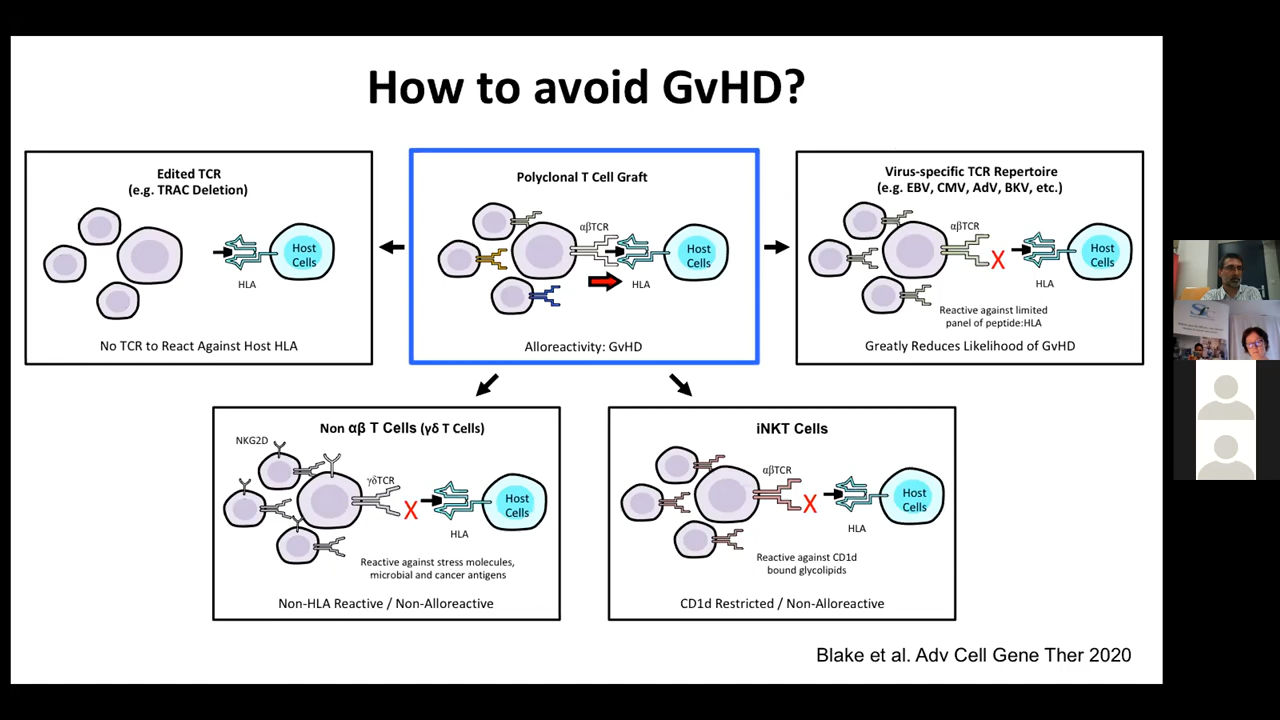 How to avoid GvHD?
Edited TCR
(e.g. TRAC Deletion)
HLA
Host
Cells
No TCR to React Against Host HLA
Polyclonal T Cell Graft
αβTCR
HLA
Host
Cells
Alloreactivity: GvHD
Virus-specific TCR Repertoire
(e.g. EBV, CMV, AdV, BKV, etc.)
αβTCR
X
HLA
Host
Cells
Reactive against limited
panel of peptide:HLA
Greatly Reduces Likelihood of GvHD
Non αβ T Cells (γδ T Cells)
NKG2D
γδTCR
X
HLA
Host
Cells
Reactive against stress molecules,
microbial and cancer antigens
Non-HLA Reactive / Non-Alloreactive
iNKT Cells
αβTCR
X
HLA
Host
Cells
Reactive against CD1d
bound glycolipids
CD1d Restricted / Non-Alloreactive
Blake et al. Adv Cell Gene Ther 2020